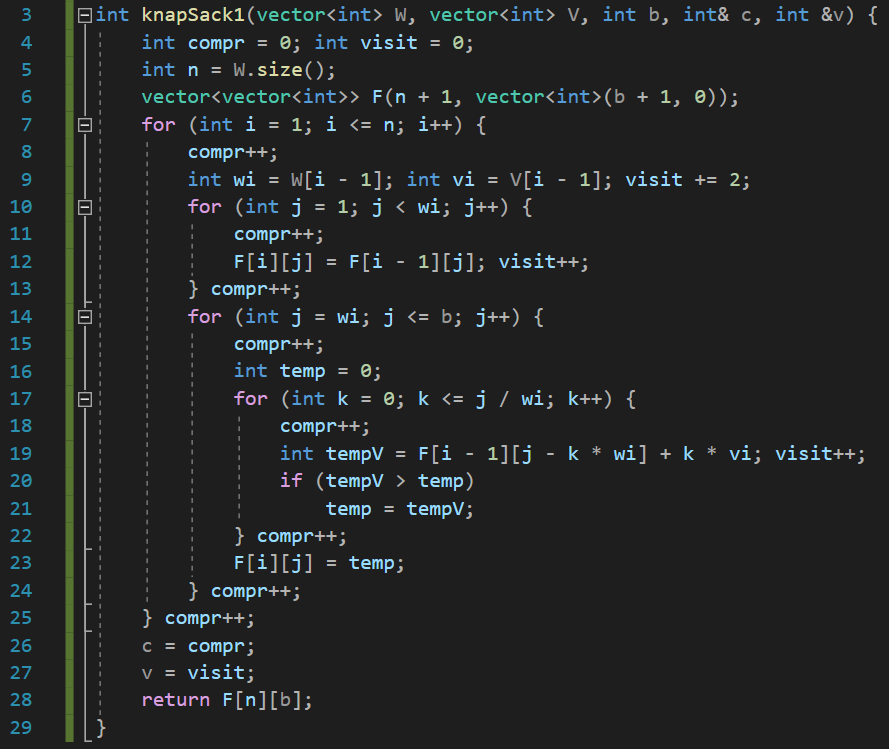 3 int knapSack1(vector<int> W, vector<int> V, int b, int& c, int &v) {
4 int compr = 0; int visit = 0;
5 int n = W.size();
6 vector<vector<int>> F(n + 1, vector<int>(b + 1, 0));
7 for (int i = 1; i <= n; i++) {
8 compr++;
9 int wi = W[i - 1]; int vi = V[i - 1]; visit += 2;
10 for (int j = 1; j < wi; j++) {
11 compr++;
12 F[i][j] = F[i - 1][j]; visit++;
13 } compr++;
14 for (int j = wi; j <= b; j++) {
15 compr++;
16 int temp = 0;
17 for (int k = 0; k <= j / wi; k++) {
18 compr++;
19 int tempV = F[i - 1][j - k * wi] + k * vi; visit++;
20 if (tempV > temp)
21 temp = tempV;
22 } compr++;
23 F[i][j] = temp;
24 } compr++;
25 } compr++;
26 c = compr;
27 v = visit;
28 return F[n][b];
29 }